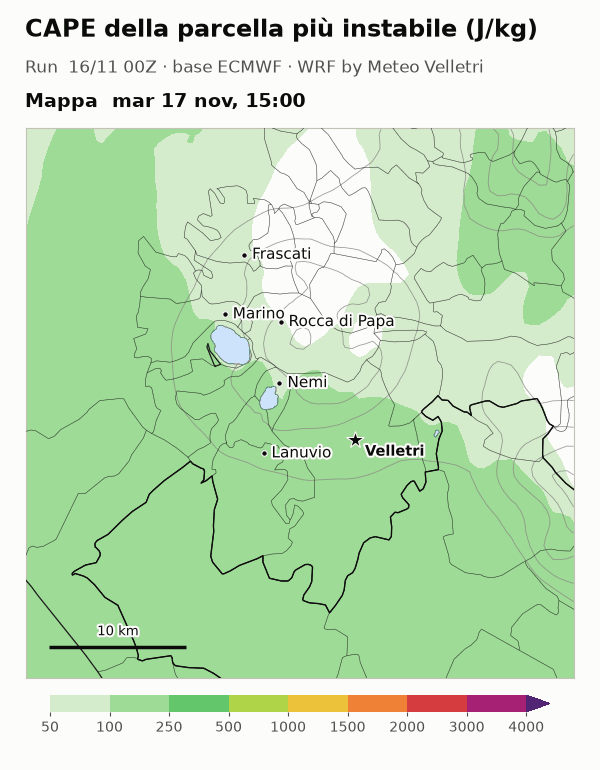 CAPE della parcella più instabile (J/kg)
Run  16/11 00Z · base ECMWF · WRF by Meteo Velletri
Mappa  mar 17 nov, 15:00
Frascati
Marino
Rocca di Papa
Nemi
Lanuvio
Velletri
10 km
50 100 250 500 1000 1500 2000 3000 4000